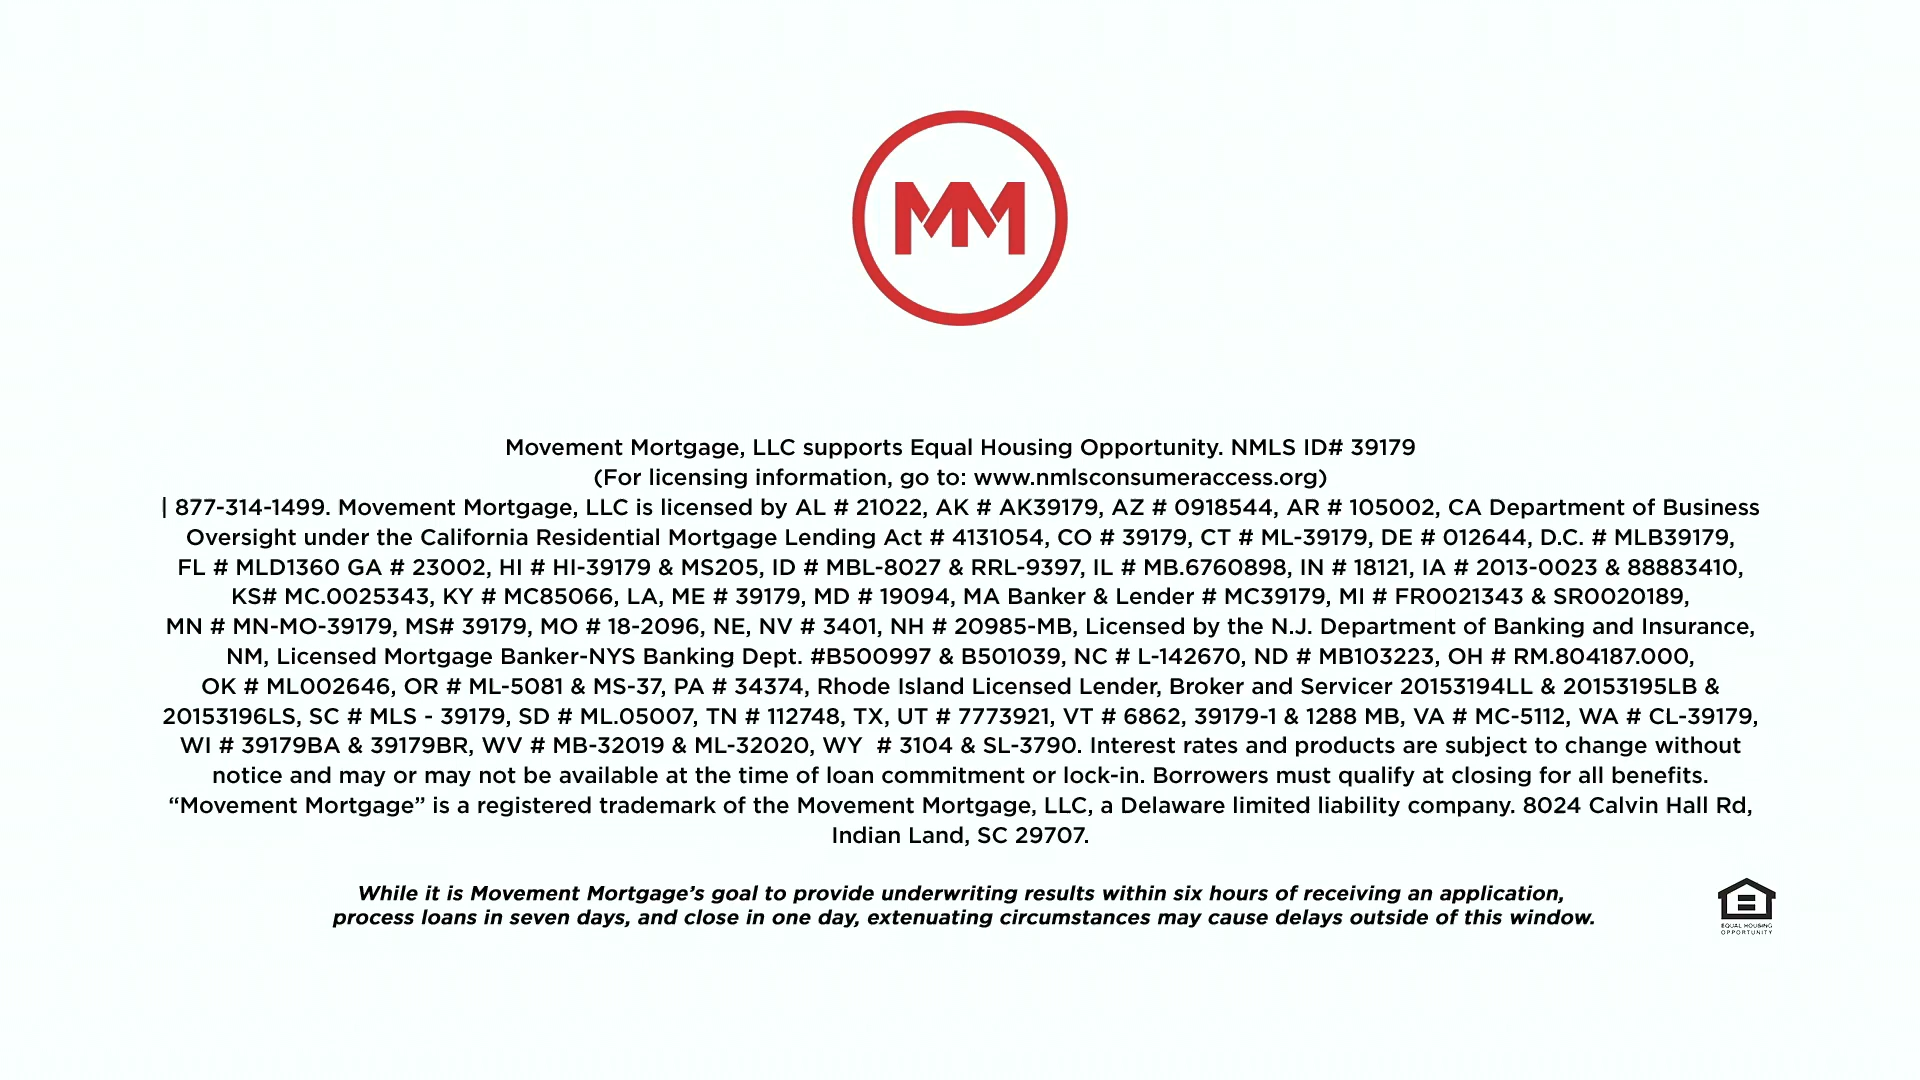 MM
Movement Mortgage, LLC supports Equal Housing Opportunity. NMLS ID# 39179
(For licensing information, go to: www.nmlsconsumeraccess.org)
| 877-314-1499. Movement Mortgage, LLC is licensed by AL # 21022, AK # AK39179, AZ # 0918544, AR # 105002, CA Department of Business
Oversight under the California Residential Mortgage Lending Act # 4131054, CO # 39179, CT # ML-39179, DE # 012644, D.C. # MLB39179,
FL # MLD1360 GA # 23002, HI # HI-39179 & MS205, ID # MBL-8027 & RRL-9397, IL # MB.6760898, IN # 18121, IA # 2013-0023 & 88883410,
KS# MC.0025343, KY # MC85066, LA, ME # 39179, MD # 19094, MA Banker & Lender # MC39179, MI # FR0021343 & SR0020189,
MN # MN-MO-39179, MS# 39179, MO # 18-2096, NE, NV # 3401, NH # 20985-MB, Licensed by the N.J. Department of Banking and Insurance,
NM, Licensed Mortgage Banker-NYS Banking Dept. #B500997 & B501039, NC # L-142670, ND # MB103223, OH # RM.804187.000,
OK # ML002646, OR # ML-5081 & MS-37, PA # 34374, Rhode Island Licensed Lender, Broker and Servicer 20153194LL & 20153195LB &
20153196LS, SC # MLS - 39179, SD # ML.05007, TN # 112748, TX, UT # 7773921, VT # 6862, 39179-1 & 1288 MB, VA # MC-5112, WA # CL-39179,
WI # 39179BA & 39179BR, WV # MB-32019 & ML-32020, WY  # 3104 & SL-3790. Interest rates and products are subject to change without
notice and may or may not be available at the time of loan commitment or lock-in. Borrowers must qualify at closing for all benefits.
“Movement Mortgage” is a registered trademark of the Movement Mortgage, LLC, a Delaware limited liability company. 8024 Calvin Hall Rd,
Indian Land, SC 29707.
While it is Movement Mortgage’s goal to provide underwriting results within six hours of receiving an application,
process loans in seven days, and close in one day, extenuating circumstances may cause delays outside of this window.
EQUAL HOUSING
OPPORTUNITY